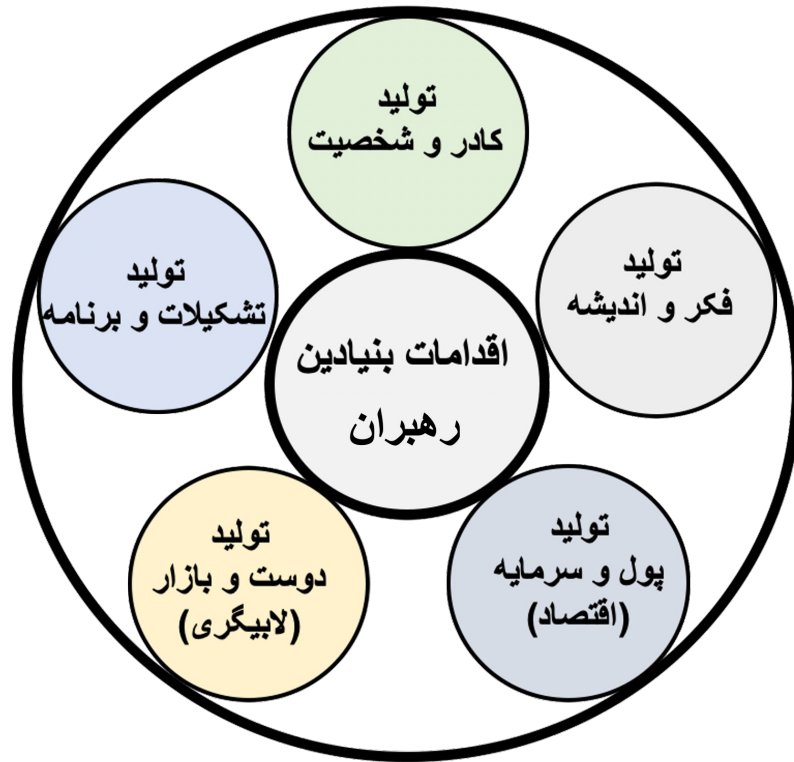 تولید
کادر و شخصیت
تولید
فکر و اندیشه
تولید
تشکیلات و برنامه
اقدامات بنیادین
رهبران
تولید
پول و سرمایه
(اقتصاد)
تولید
دوست و بازار
(لابیگری)